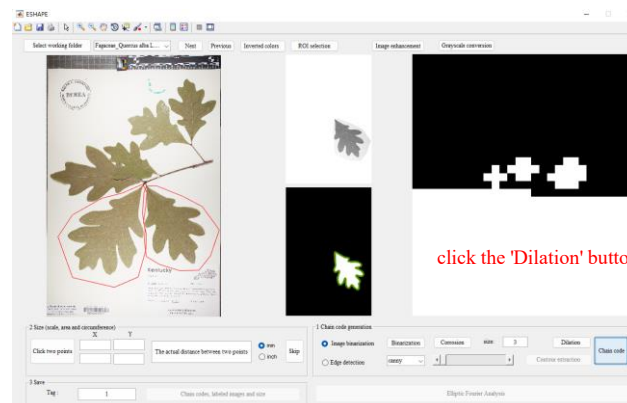 ESHAPE
Select working folder
Fagaceae_Quercus alba L....
Next
Previous
Inverted colors
ROI selection
Image enhancement
Grayscale conversion
KOREA
Kentucky
click the 'Dilation' butto
2 Size (scale, area and circumference)
X Y
Click two points
The actual distance between two points
mm
inch
Skip
1 Chain code generation
Image binarization
Binarization
Corrosion
size
3
Dilation
Chain code
Edge detection
canny
Contour extraction
3 Save
Tag :
1
Chain codes, labeled images and size
Elliptic Fourier Analysis